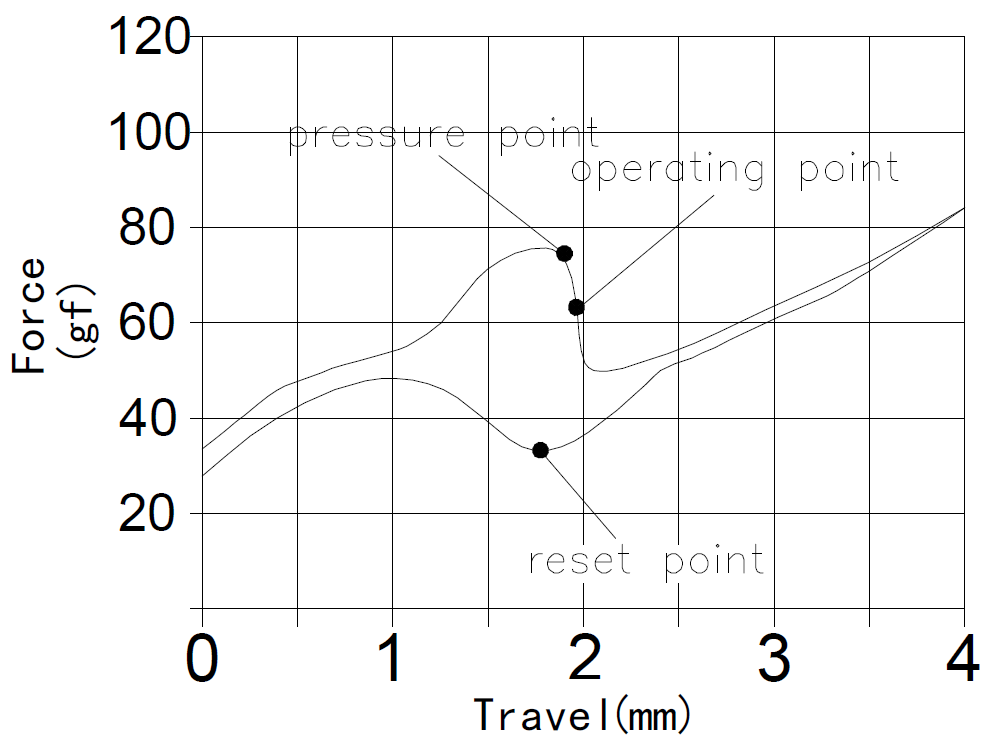 120
100
pressure point
operating point
80
Force
(gf)
60
40
20
reset point
0 1 2 3 4
Travel(mm)